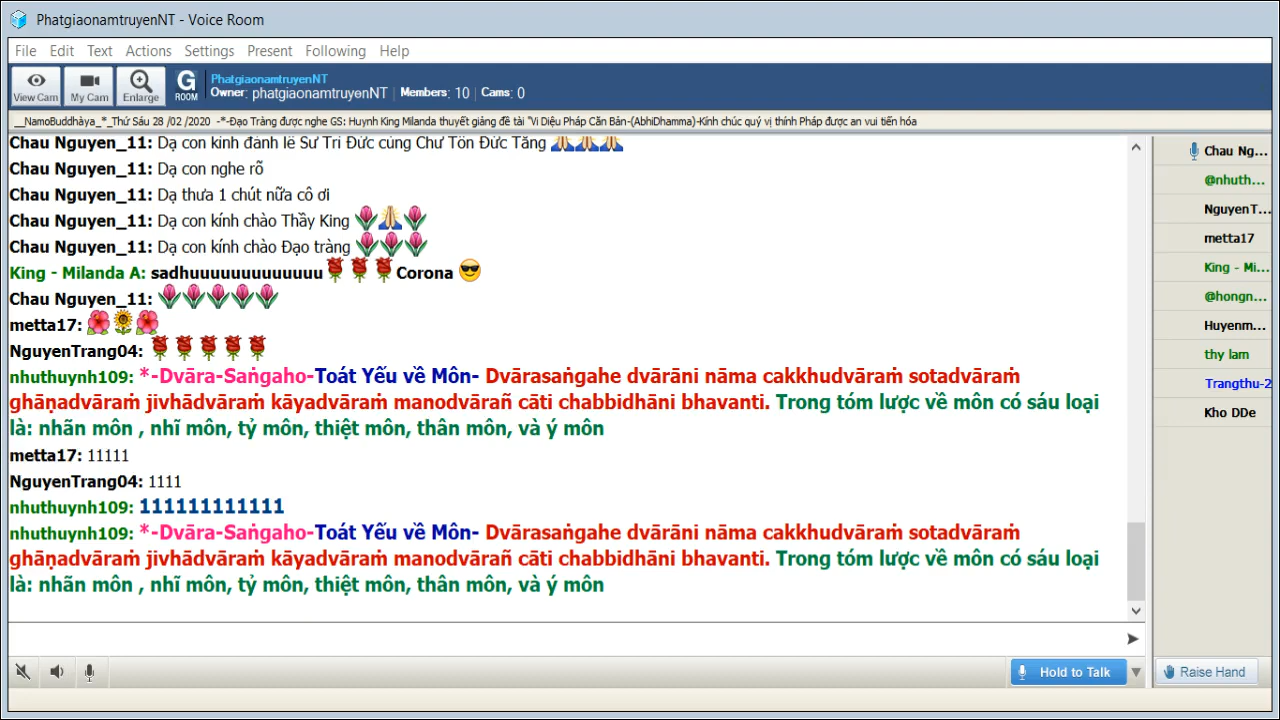 PhatgiaonamtruyenNT - Voice Room
File Edit Text Actions Settings Present Following Help
View Cam My Cam Enlarge G ROOM PhatgiaonamtruyenNT
Owner: phatgiaonamtruyenNT | Members: 10 | Cams: 0
__NamoBuddhàya_*_Thứ Sáu 28 /02 /2020 -*-Đạo Tràng được nghe GS: Huynh King Milanda thuyết giảng đề tài "Vi Diệu Pháp Căn Bản-(AbhiDhamma)-Kính chúc quý vị thính Pháp được an vui tiến hóa
Chau Nguyen_11: Dạ con kính đảnh lễ Sư Trí Đức cùng Chư Tôn Đức Tăng 🙏🙏🙏
Chau Nguyen_11: Dạ con nghe rõ
Chau Nguyen_11: Dạ thưa 1 chút nữa cô ơi
Chau Nguyen_11: Dạ con kính chào Thầy King 🌷🙏🌷
Chau Nguyen_11: Dạ con kính chào Đạo tràng 🌷🌷🌷
King - Milanda A: sadhuuuuuuuuuuuuu🌹🌹🌹Corona 😎
Chau Nguyen_11: 🌷🌷🌷🌷🌷
metta17: 🌺🌻🌺
NguyenTrang04: 🌹🌹🌹🌹🌹
nhuthuynh109: *-Dvāra-Saṅgaho-Toát Yếu về Môn- Dvārasaṅgahe dvārāni nāma cakkhudvāraṁ sotadvāraṁ
ghāṇadvāraṁ jivhādvāraṁ kāyadvāraṁ manodvārañ cāti chabbidhāni bhavanti. Trong tóm lược về môn có sáu loại
là: nhãn môn , nhĩ môn, tỷ môn, thiệt môn, thân môn, và ý môn
metta17: 11111
NguyenTrang04: 1111
nhuthuynh109: 111111111111
nhuthuynh109: *-Dvāra-Saṅgaho-Toát Yếu về Môn- Dvārasaṅgahe dvārāni nāma cakkhudvāraṁ sotadvāraṁ
ghāṇadvāraṁ jivhādvāraṁ kāyadvāraṁ manodvārañ cāti chabbidhāni bhavanti. Trong tóm lược về môn có sáu loại
là: nhãn môn , nhĩ môn, tỷ môn, thiệt môn, thân môn, và ý môn
Chau Ng...
@nhuth...
NguyenT...
metta17
King - Mi...
@hongn...
Huyenm...
thy lam
Trangthu-2
Kho DDe
Hold to Talk
Raise Hand